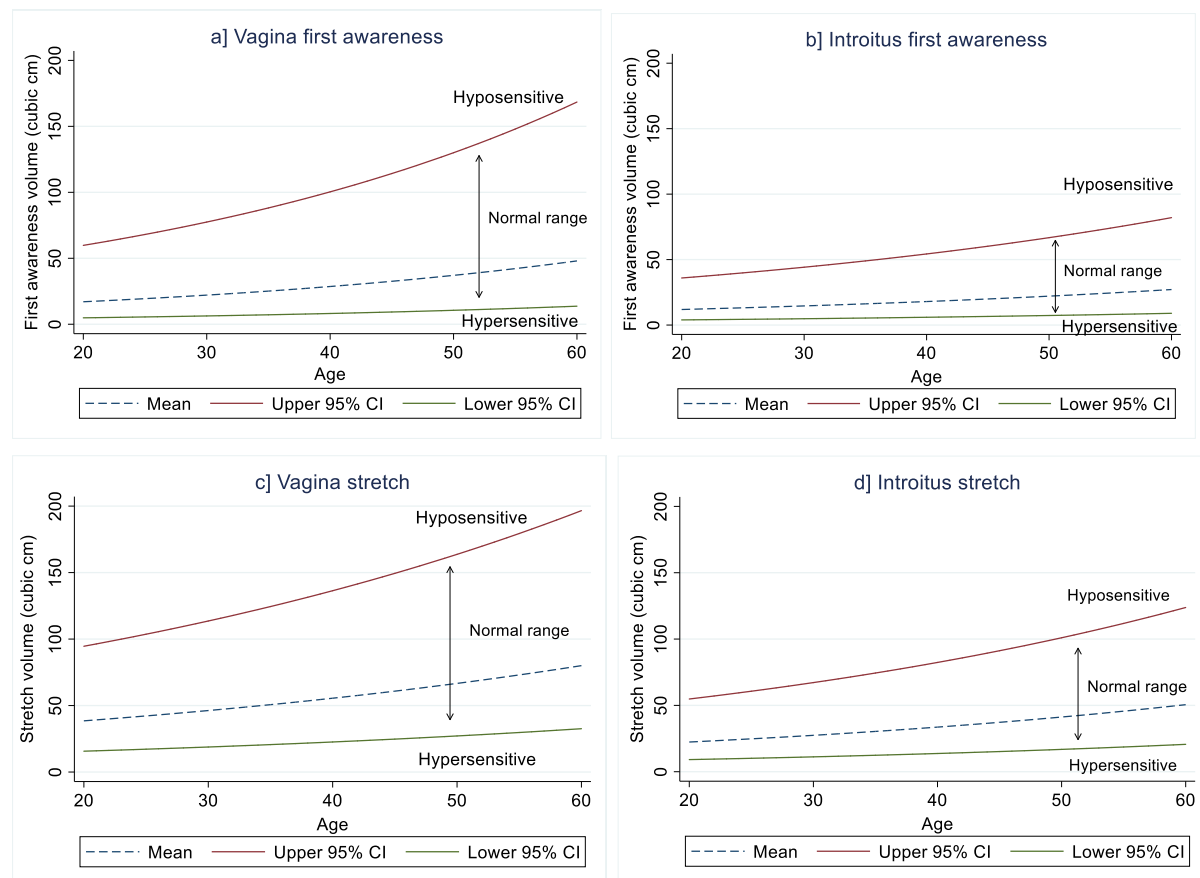 a] Vagina first awareness
First awareness volume (cubic cm)
200
150
100
50
0
Hyposensitive
Normal range
Hypersensitive
20 30 40 50 60
Age
Mean Upper 95% CI Lower 95% CI
b] Introitus first awareness
First awareness volume (cubic cm)
200
150
100
50
0
Hyposensitive
Normal range
Hypersensitive
20 30 40 50 60
Age
Mean Upper 95% CI Lower 95% CI
c] Vagina stretch
Stretch volume (cubic cm)
200
150
100
50
0
Hyposensitive
Normal range
Hypersensitive
20 30 40 50 60
Age
Mean Upper 95% CI Lower 95% CI
d] Introitus stretch
Stretch volume (cubic cm)
200
150
100
50
0
Hyposensitive
Normal range
Hypersensitive
20 30 40 50 60
Age
Mean Upper 95% CI Lower 95% CI